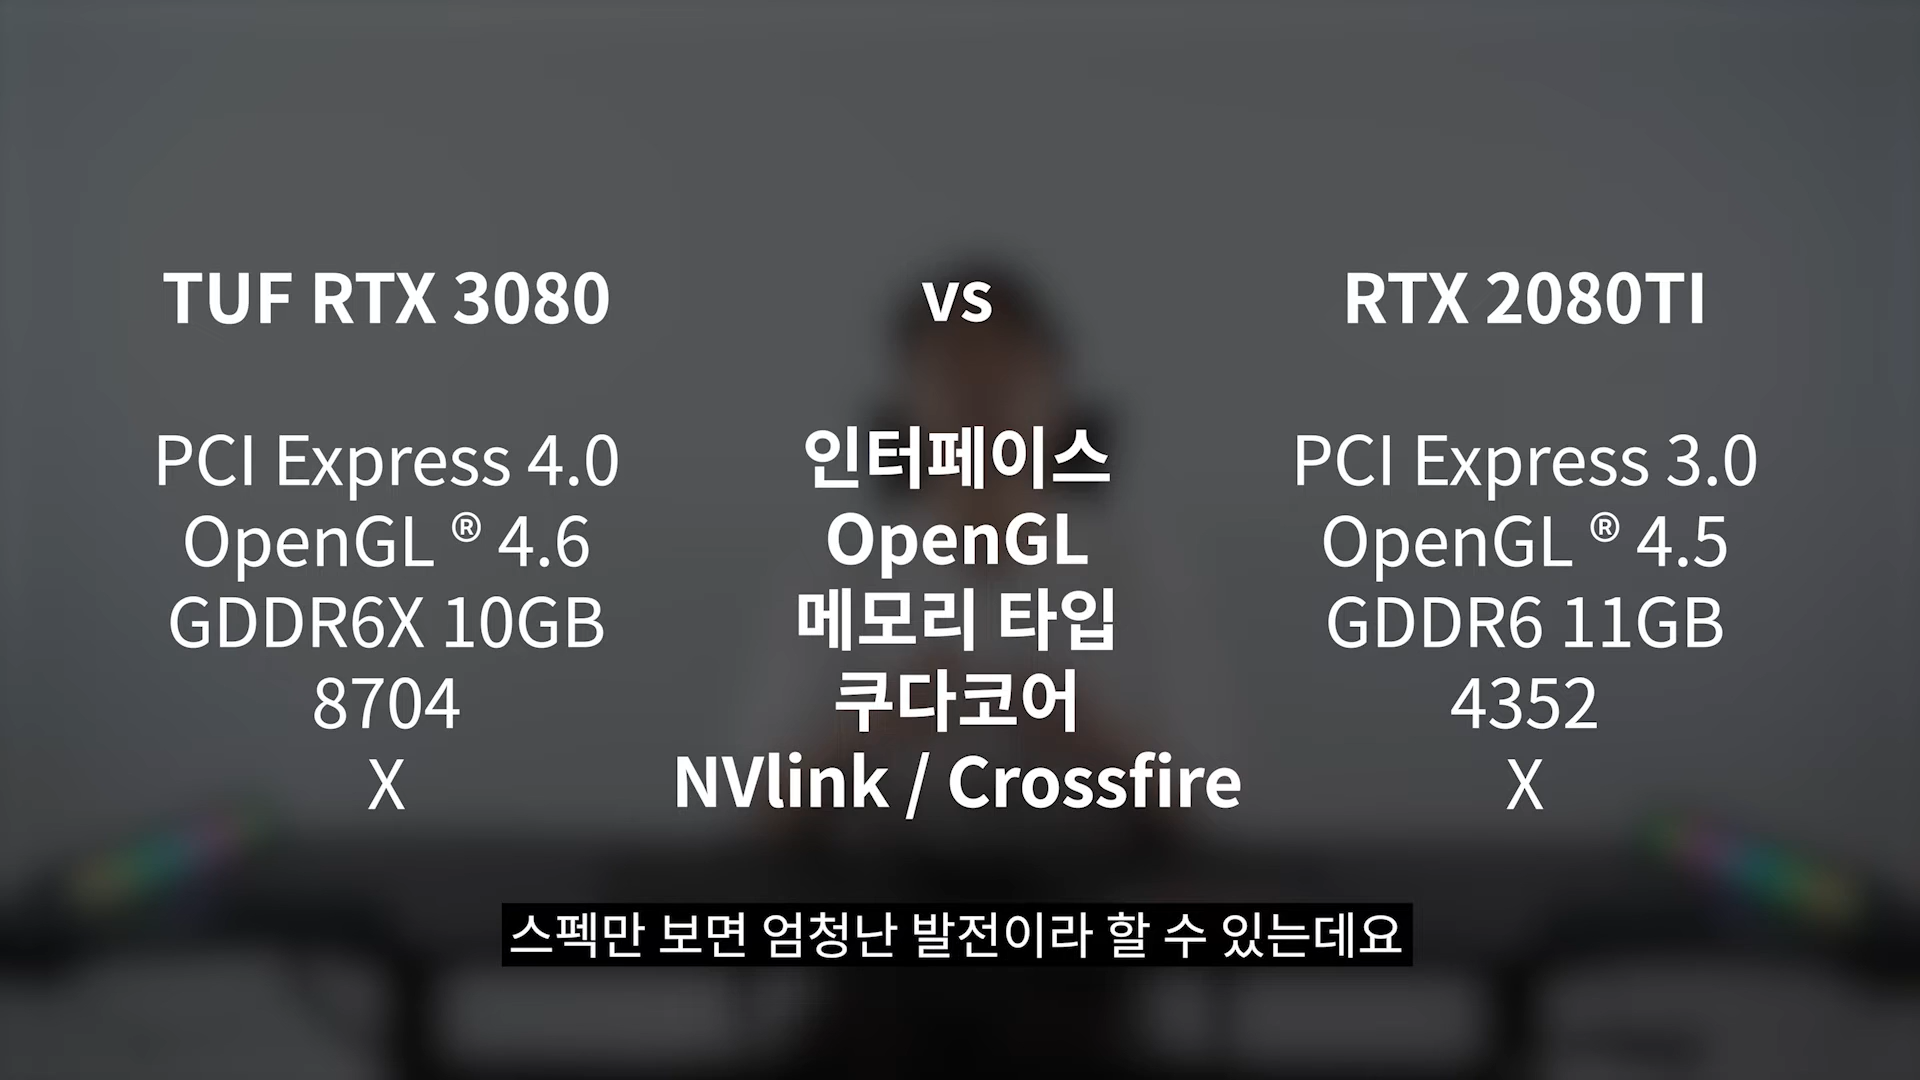 TUF RTX 3080 vs RTX 2080TI
PCI Express 4.0 인터페이스 PCI Express 3.0
OpenGL ® 4.6 OpenGL OpenGL ® 4.5
GDDR6X 10GB 메모리 타입 GDDR6 11GB
8704 쿠다코어 4352
X NVlink / Crossfire X
스펙만 보면 엄청난 발전이라 할 수 있는데요